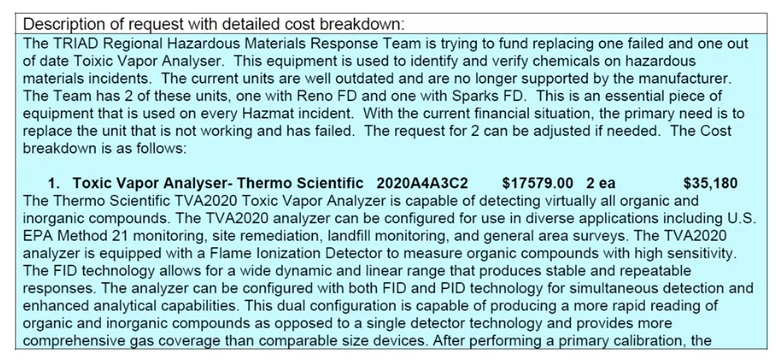 Description of request with detailed cost breakdown:
The TRIAD Regional Hazardous Materials Response Team is trying to fund replacing one failed and one out
of date Toixic Vapor Analyser. This equipment is used to identify and verify chemicals on hazardous
materials incidents. The current units are well outdated and are no longer supported by the manufacturer.
The Team has 2 of these units, one with Reno FD and one with Sparks FD. This is an essential piece of
equipment that is used on every Hazmat incident. With the current financial situation, the primary need is to
replace the unit that is not working and has failed. The request for 2 can be adjusted if needed. The Cost
breakdown is as follows:
1. Toxic Vapor Analyser- Thermo Scientific 2020A4A3C2 $17579.00 2 ea $35,180
The Thermo Scientific TVA2020 Toxic Vapor Analyzer is capable of detecting virtually all organic and
inorganic compounds. The TVA2020 analyzer can be configured for use in diverse applications including U.S.
EPA Method 21 monitoring, site remediation, landfill monitoring, and general area surveys. The TVA2020
analyzer is equipped with a Flame Ionization Detector to measure organic compounds with high sensitivity.
The FID technology allows for a wide dynamic and linear range that produces stable and repeatable
responses. The analyzer can be configured with both FID and PID technology for simultaneous detection and
enhanced analytical capabilities. This dual configuration is capable of producing a more rapid reading of
organic and inorganic compounds as opposed to a single detector technology and provides more
comprehensive gas coverage than comparable size devices. After performing a primary calibration, the